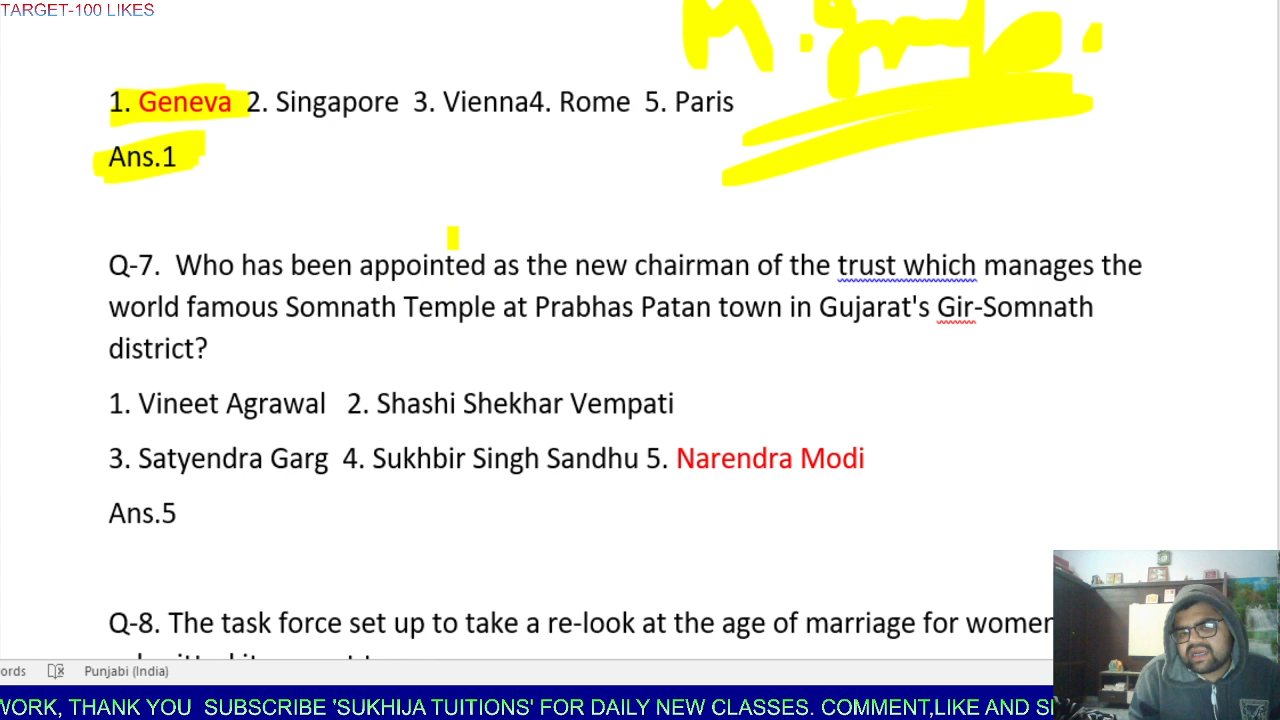 TARGET-100 LIKES
1. Geneva 2. Singapore 3. Vienna4. Rome 5. Paris
Ans.1
Q-7. Who has been appointed as the new chairman of the trust which manages the
world famous Somnath Temple at Prabhas Patan town in Gujarat's Gir-Somnath
district?
1. Vineet Agrawal 2. Shashi Shekhar Vempati
3. Satyendra Garg 4. Sukhbir Singh Sandhu 5. Narendra Modi
Ans.5
Q-8. The task force set up to take a re-look at the age of marriage for women
ords Punjabi (India)
WORK, THANK YOU SUBSCRIBE 'SUKHIJA TUITIONS' FOR DAILY NEW CLASSES. COMMENT,LIKE AND S